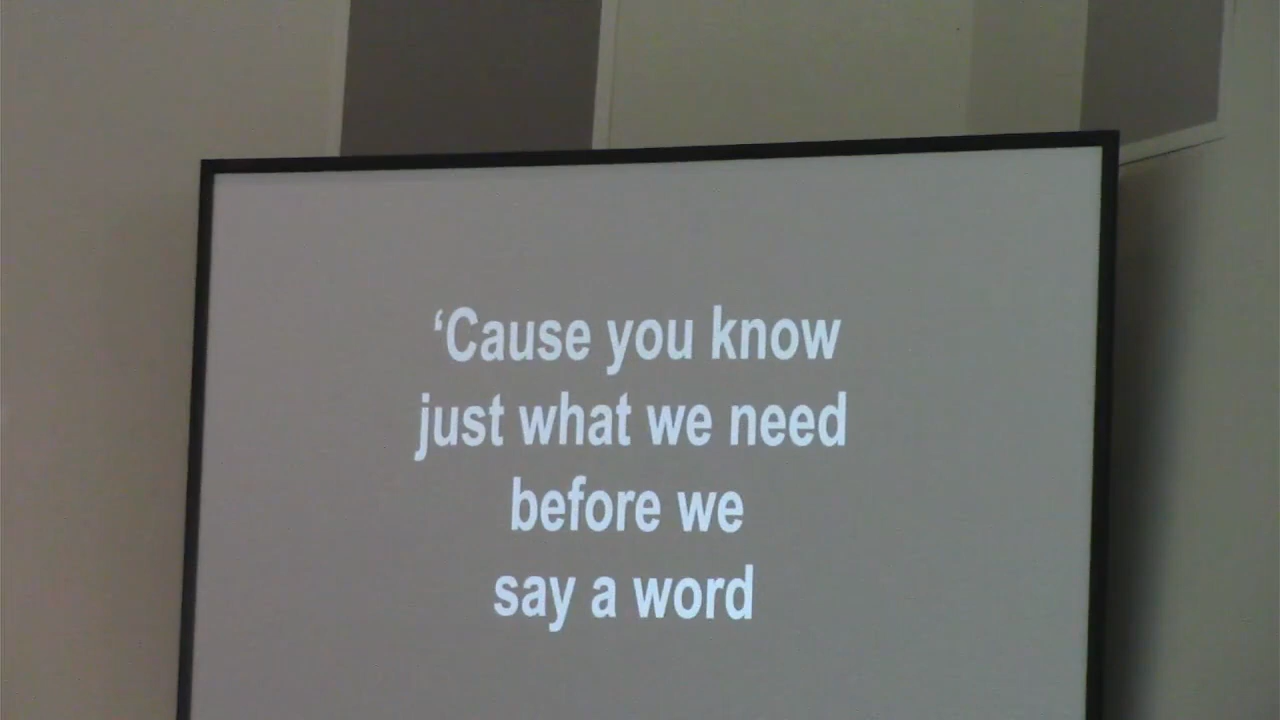 ‘Cause you know
just what we need
before we
say a word